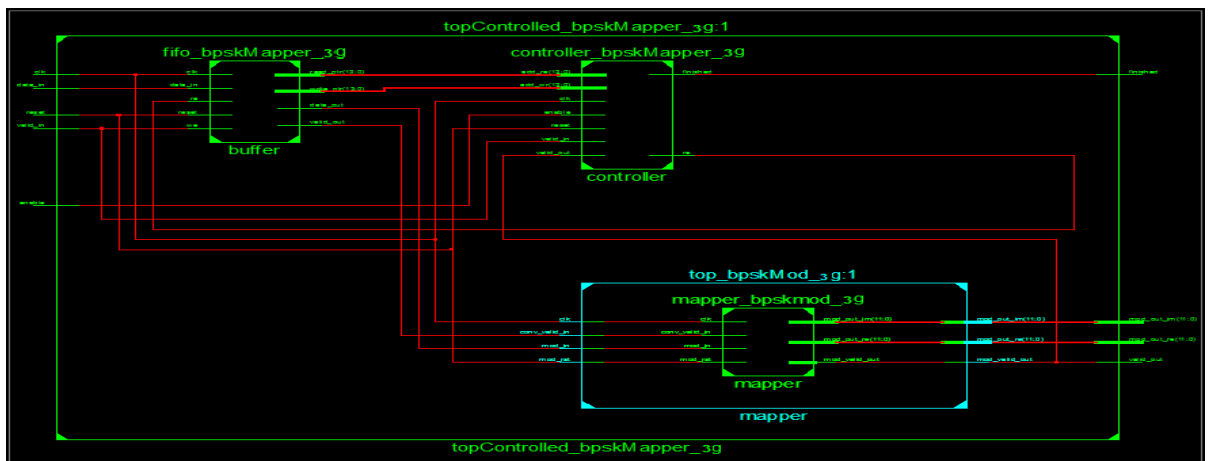 topControlled_bpskMapper_3g:1
fifo_bpskMapper_3g
controller_bpskMapper_3g
clk
data_in
reset
valid_in
enable
clk
data_in
re
reset
we
read_ptr(13:0)
write_ptr(13:0)
data_out
valid_out
buffer
add_re(13:0)
add_wr(13:0)
clk
enable
reset
valid_in
valid_out
finished
re
controller
finished
top_bpskMod_3g:1
mapper_bpskmod_3g
clk
conv_valid_in
mod_in
mod_rst
clk
conv_valid_in
mod_in
mod_rst
mod_out_im(11:0)
mod_out_re(11:0)
mod_valid_out
mod_out_im(11:0)
mod_out_re(11:0)
mod_valid_out
mod_out_im(11:0)
mod_out_re(11:0)
valid_out
mapper
mapper
topControlled_bpskMapper_3g